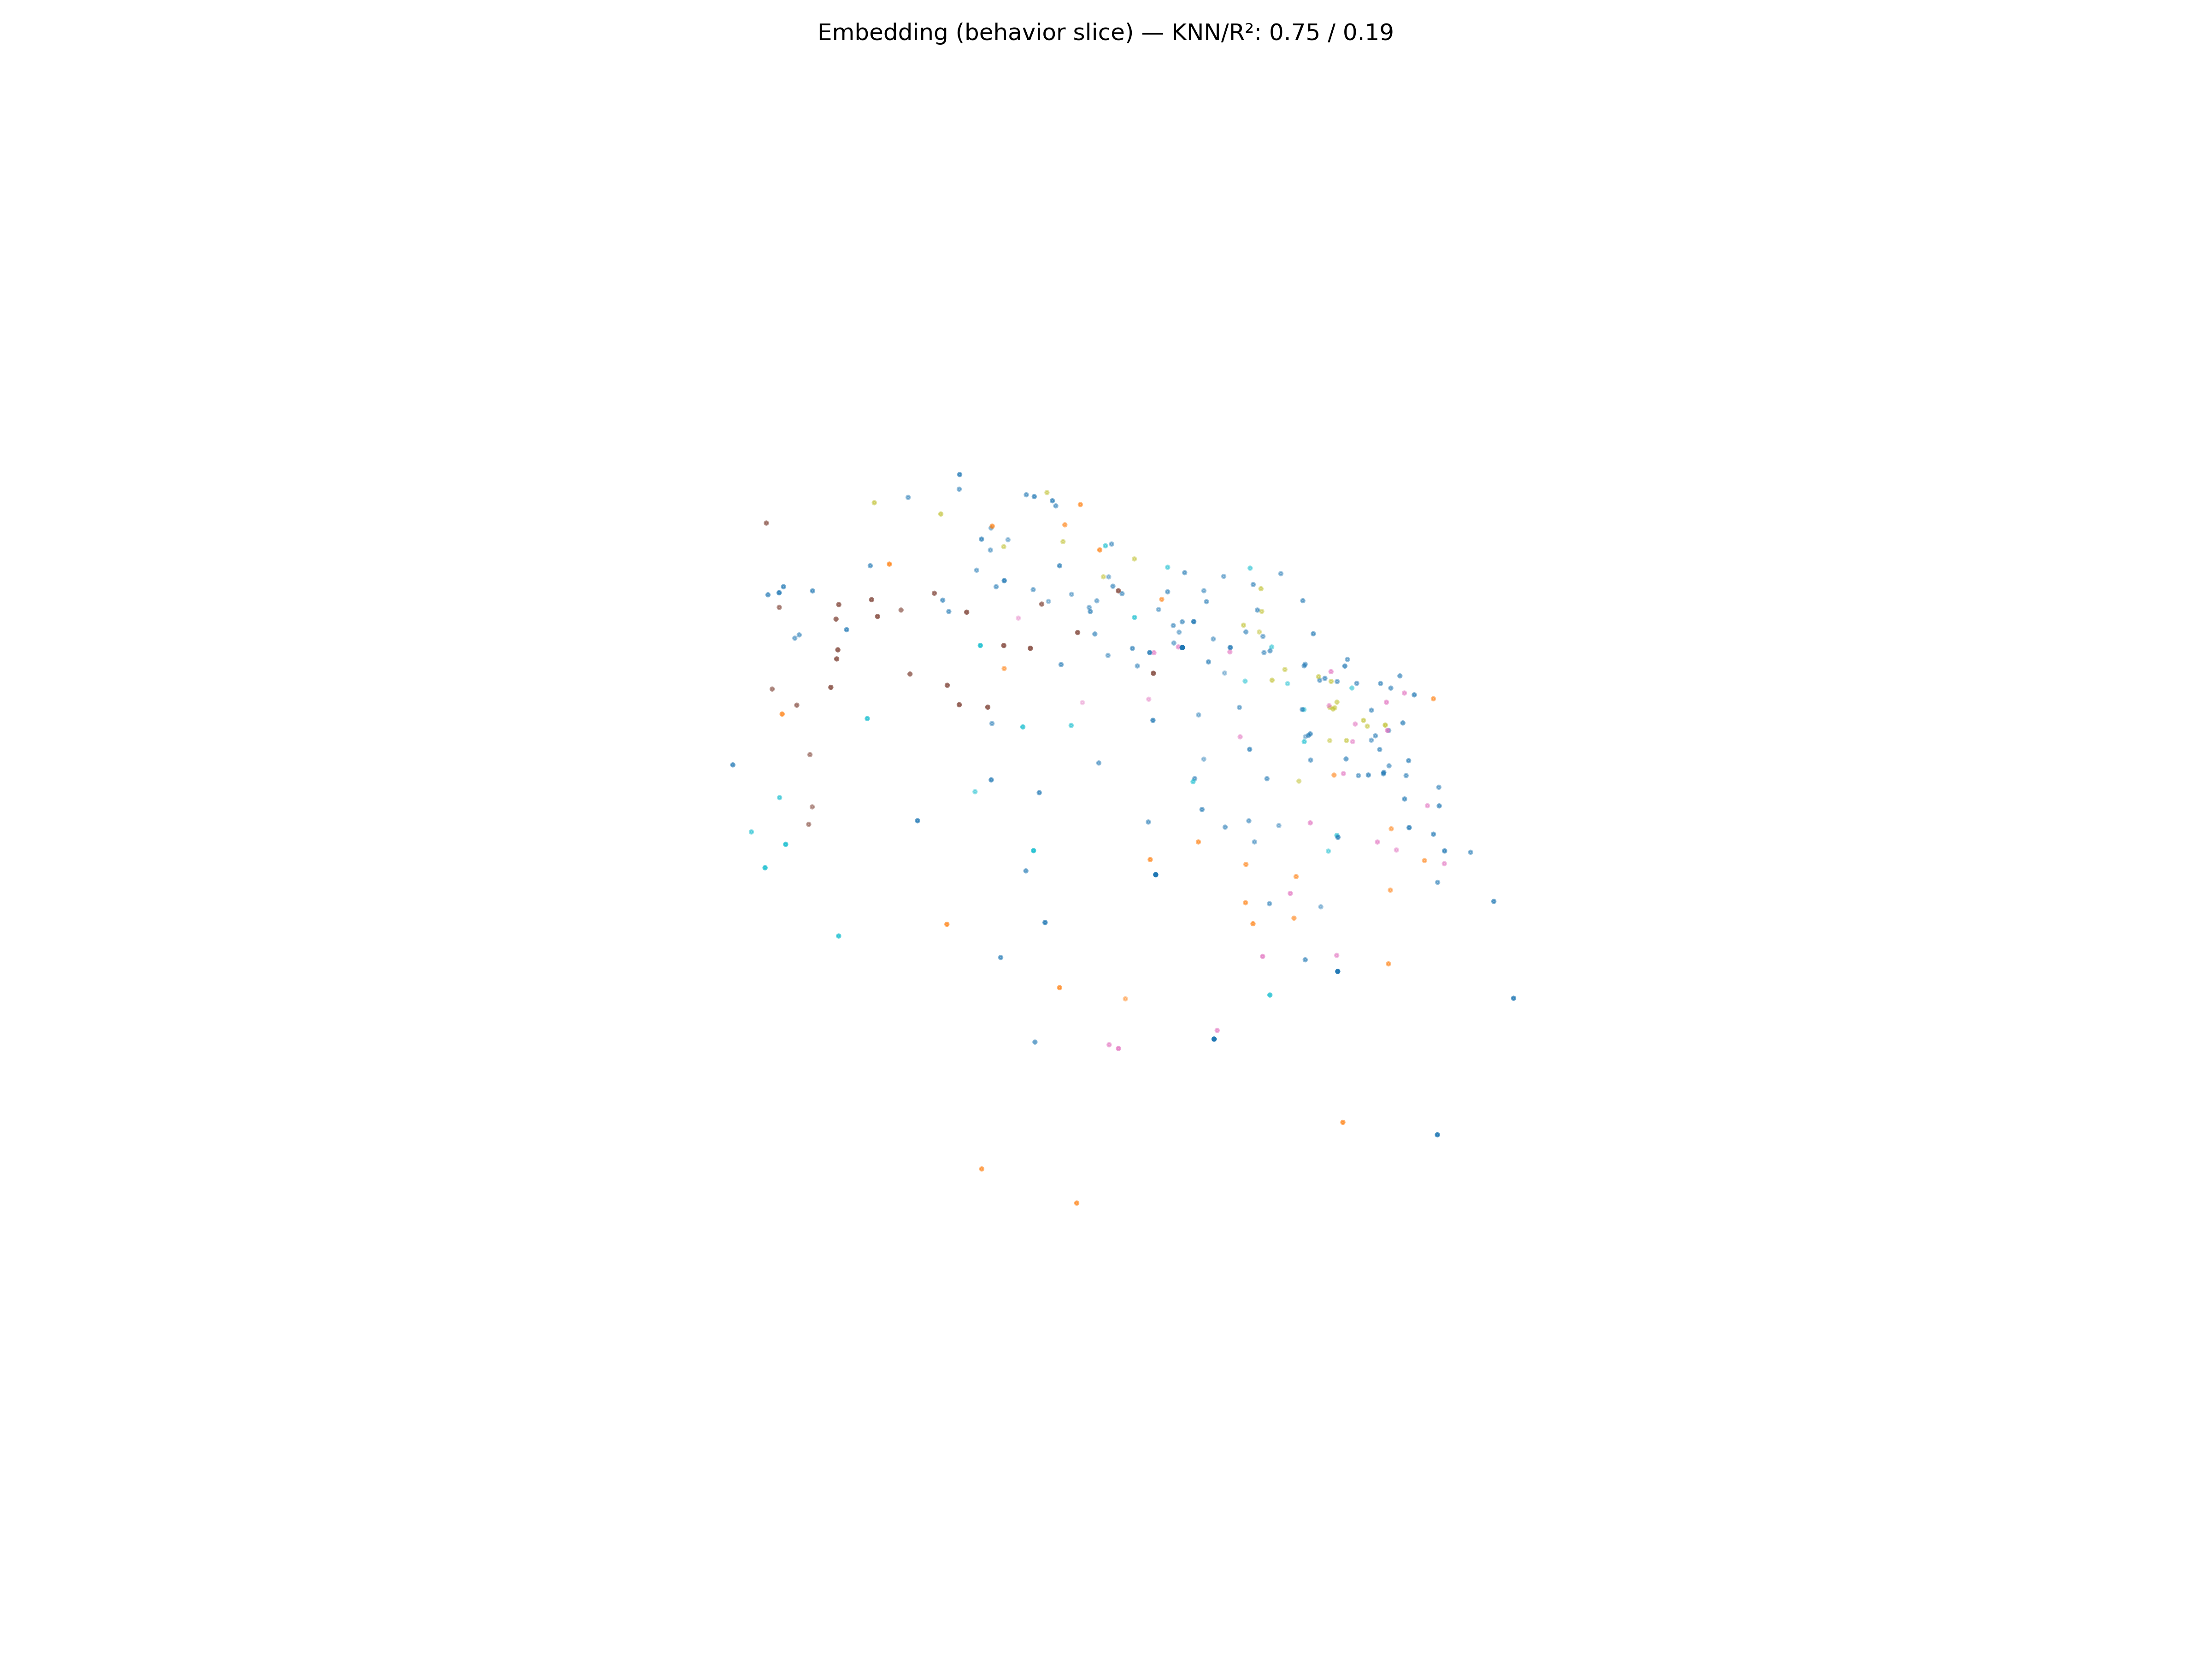 Embedding (behavior slice) — KNN/R²: 0.75 / 0.19